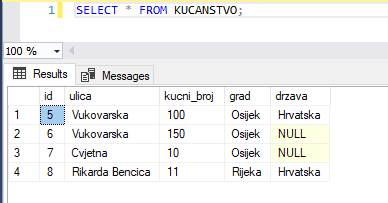 1 SELECT * FROM KUCANSTVO;
100 %
Results Messages
id ulica kucni_broj grad drzava
1 5 Vukovarska 100 Osijek Hrvatska
2 6 Vukovarska 150 Osijek NULL
3 7 Cvjetna 10 Osijek NULL
4 8 Rikarda Bencica 11 Rijeka Hrvatska